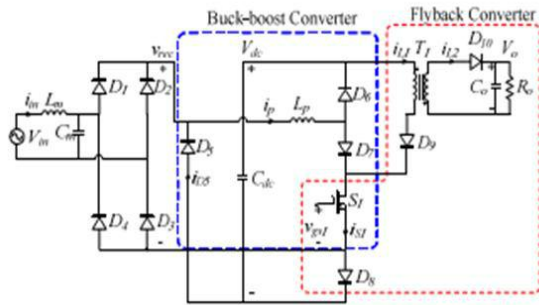 Buck-boost Converter
Flyback Converter
v_rec
V_dc
i_L1
T_1
i_L2
D_10
V_o
D_1
D_2
i_in
L_in
V_in
i_p
L_p
D_6
C_o
R_o
D_5
D_7
D_9
i_D5
C_dc
S_1
D_4
D_3
v_gs1
i_S1
D_8